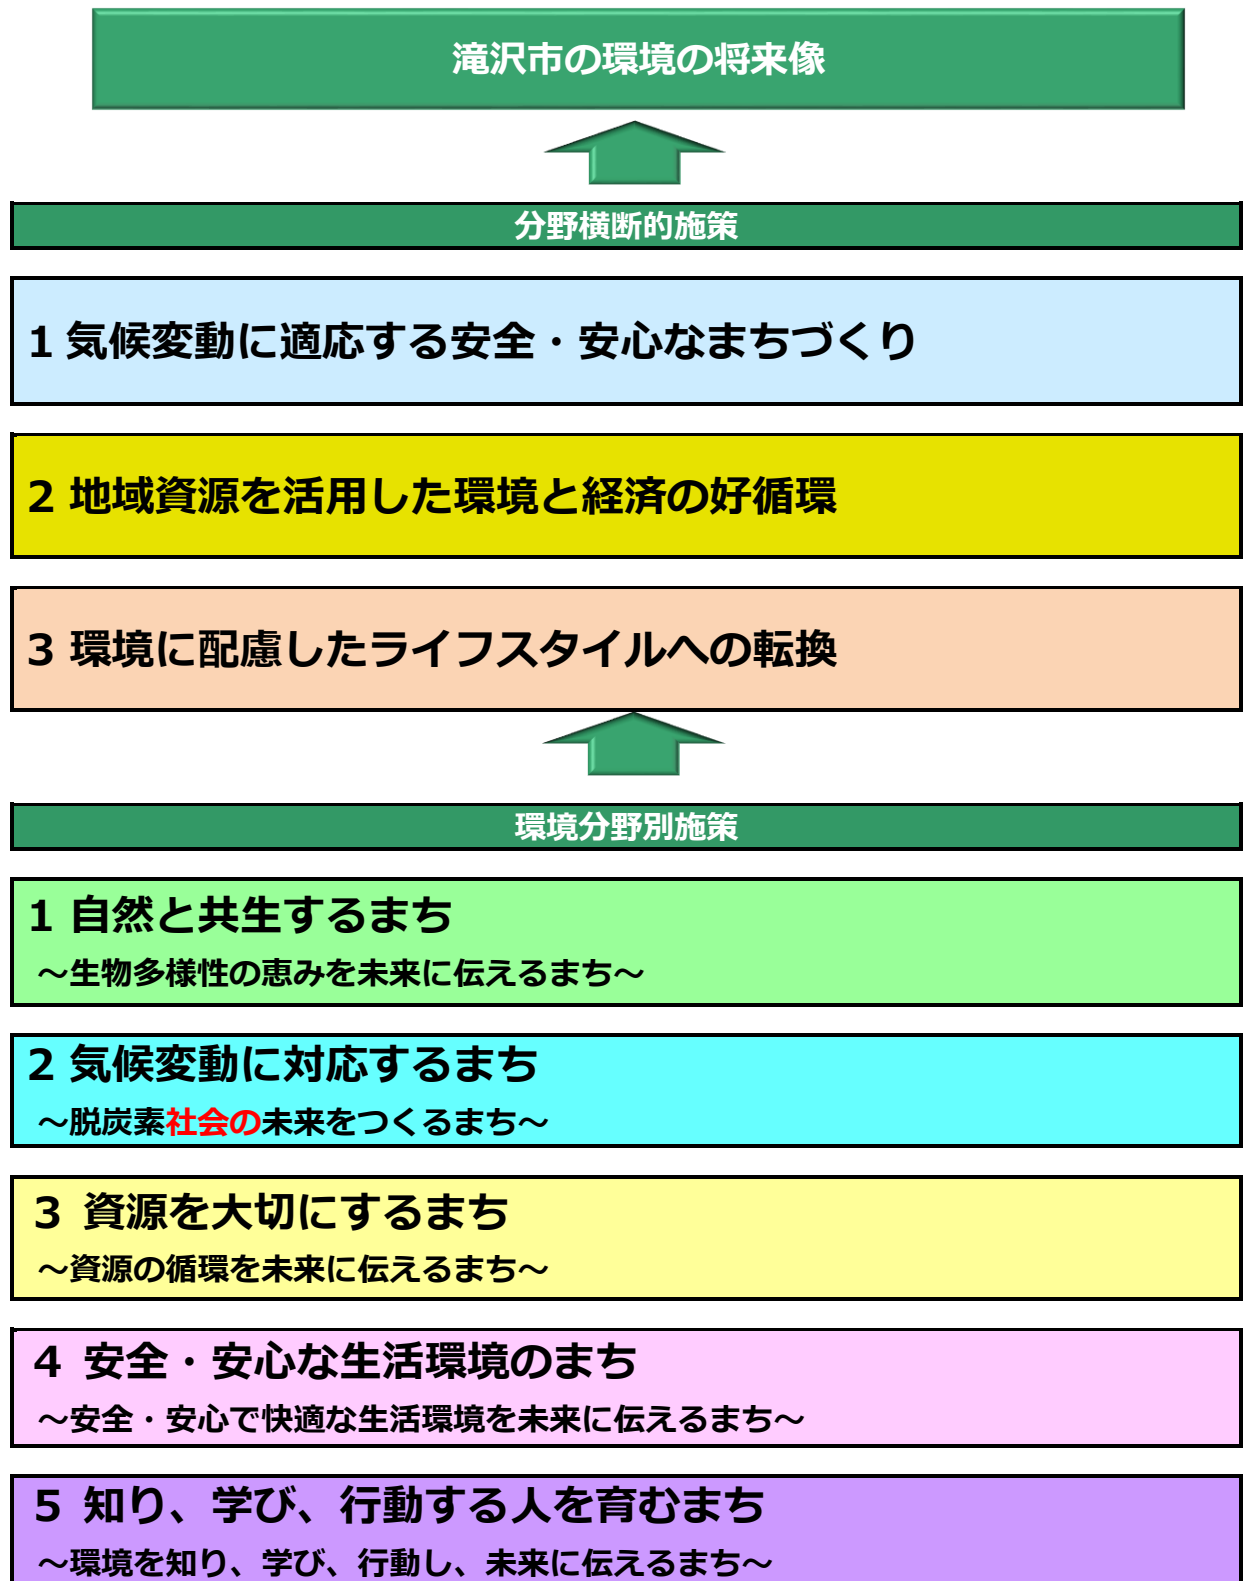 滝沢市の環境の将来像
分野横断的施策
1 気候変動に適応する安全・安心なまちづくり
2 地域資源を活用した環境と経済の好循環
3 環境に配慮したライフスタイルへの転換
環境分野別施策
1 自然と共生するまち
～生物多様性の恵みを未来に伝えるまち～
2 気候変動に対応するまち
～脱炭素社会の未来をつくるまち～
3 資源を大切にするまち
～資源の循環を未来に伝えるまち～
4 安全・安心な生活環境のまち
～安全・安心で快適な生活環境を未来に伝えるまち～
5 知り、学び、行動する人を育むまち
～環境を知り、学び、行動し、未来に伝えるまち～